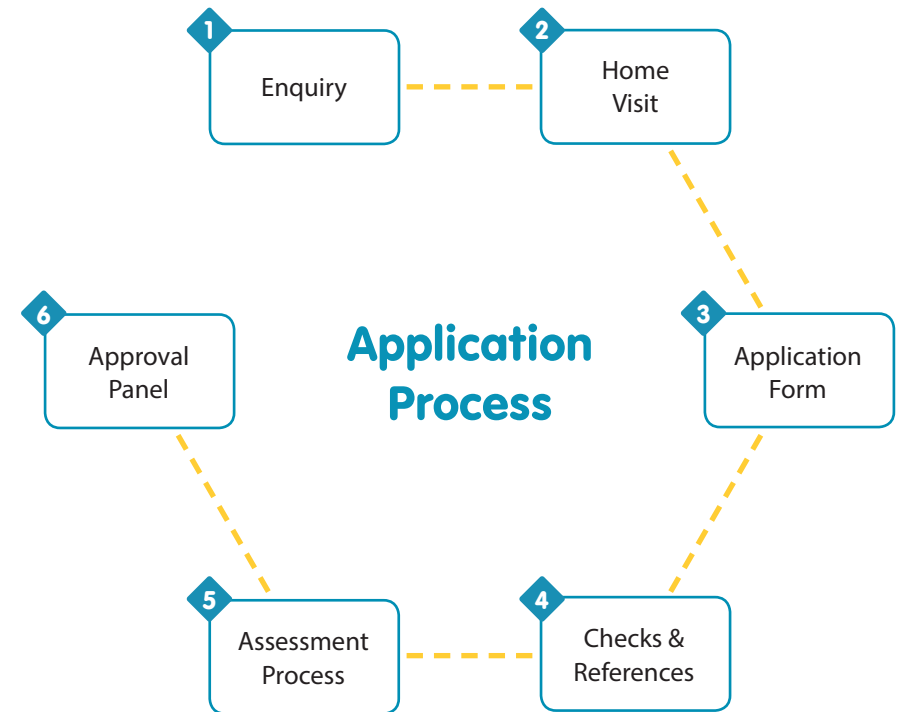 1
Enquiry
2
Home
Visit
3
Application
Form
4
Checks &
References
5
Assessment
Process
6
Approval
Panel
Application
Process